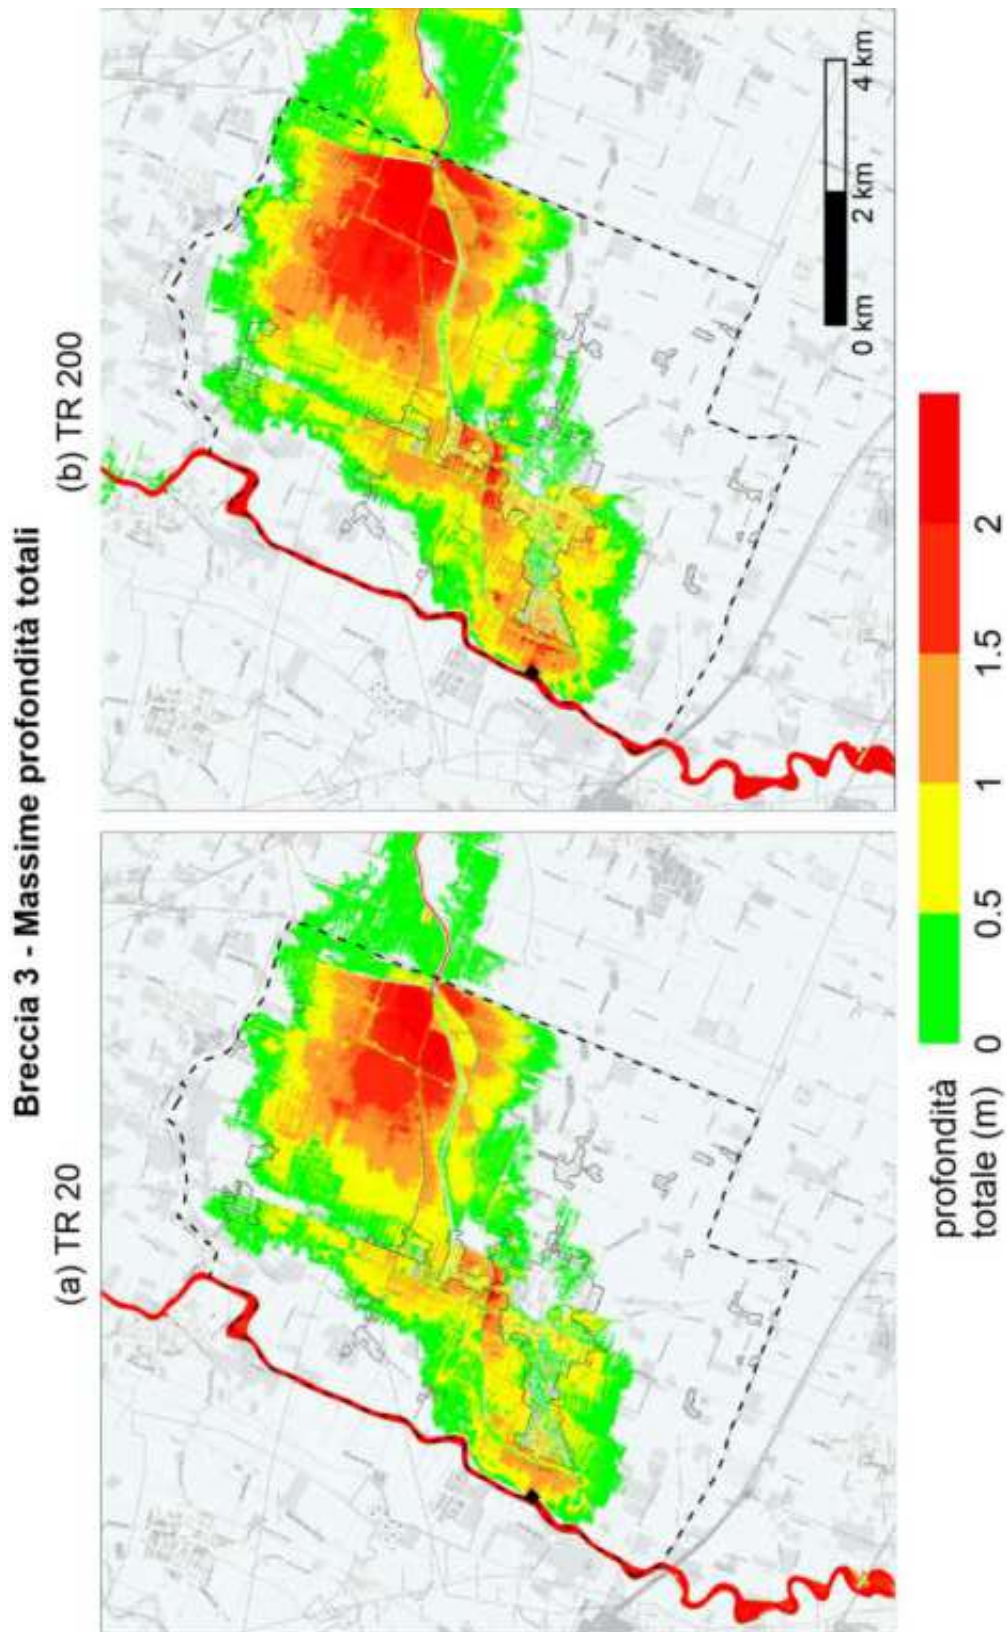 Breccia 3 - Massime profondità totali
(a) TR 20
(b) TR 200
0 km
2 km
4 km
profondità
totale (m)
0
0.5
1
1.5
2